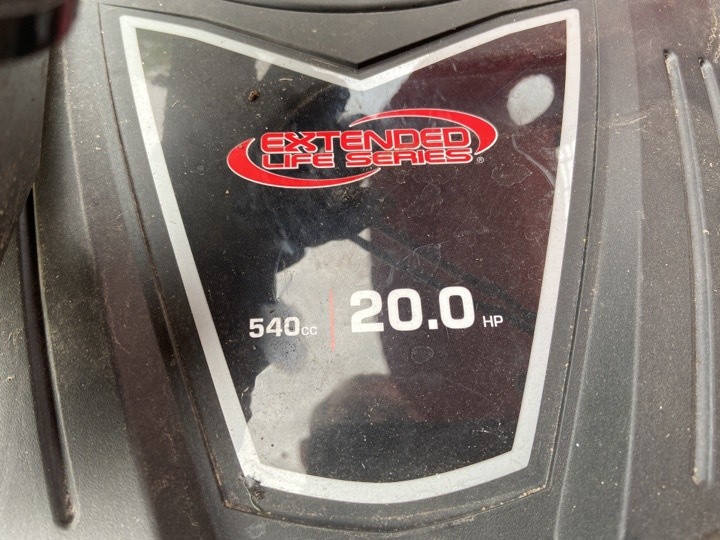 EXTENDED
LIFE SERIES®
540cc | 20.0 HP